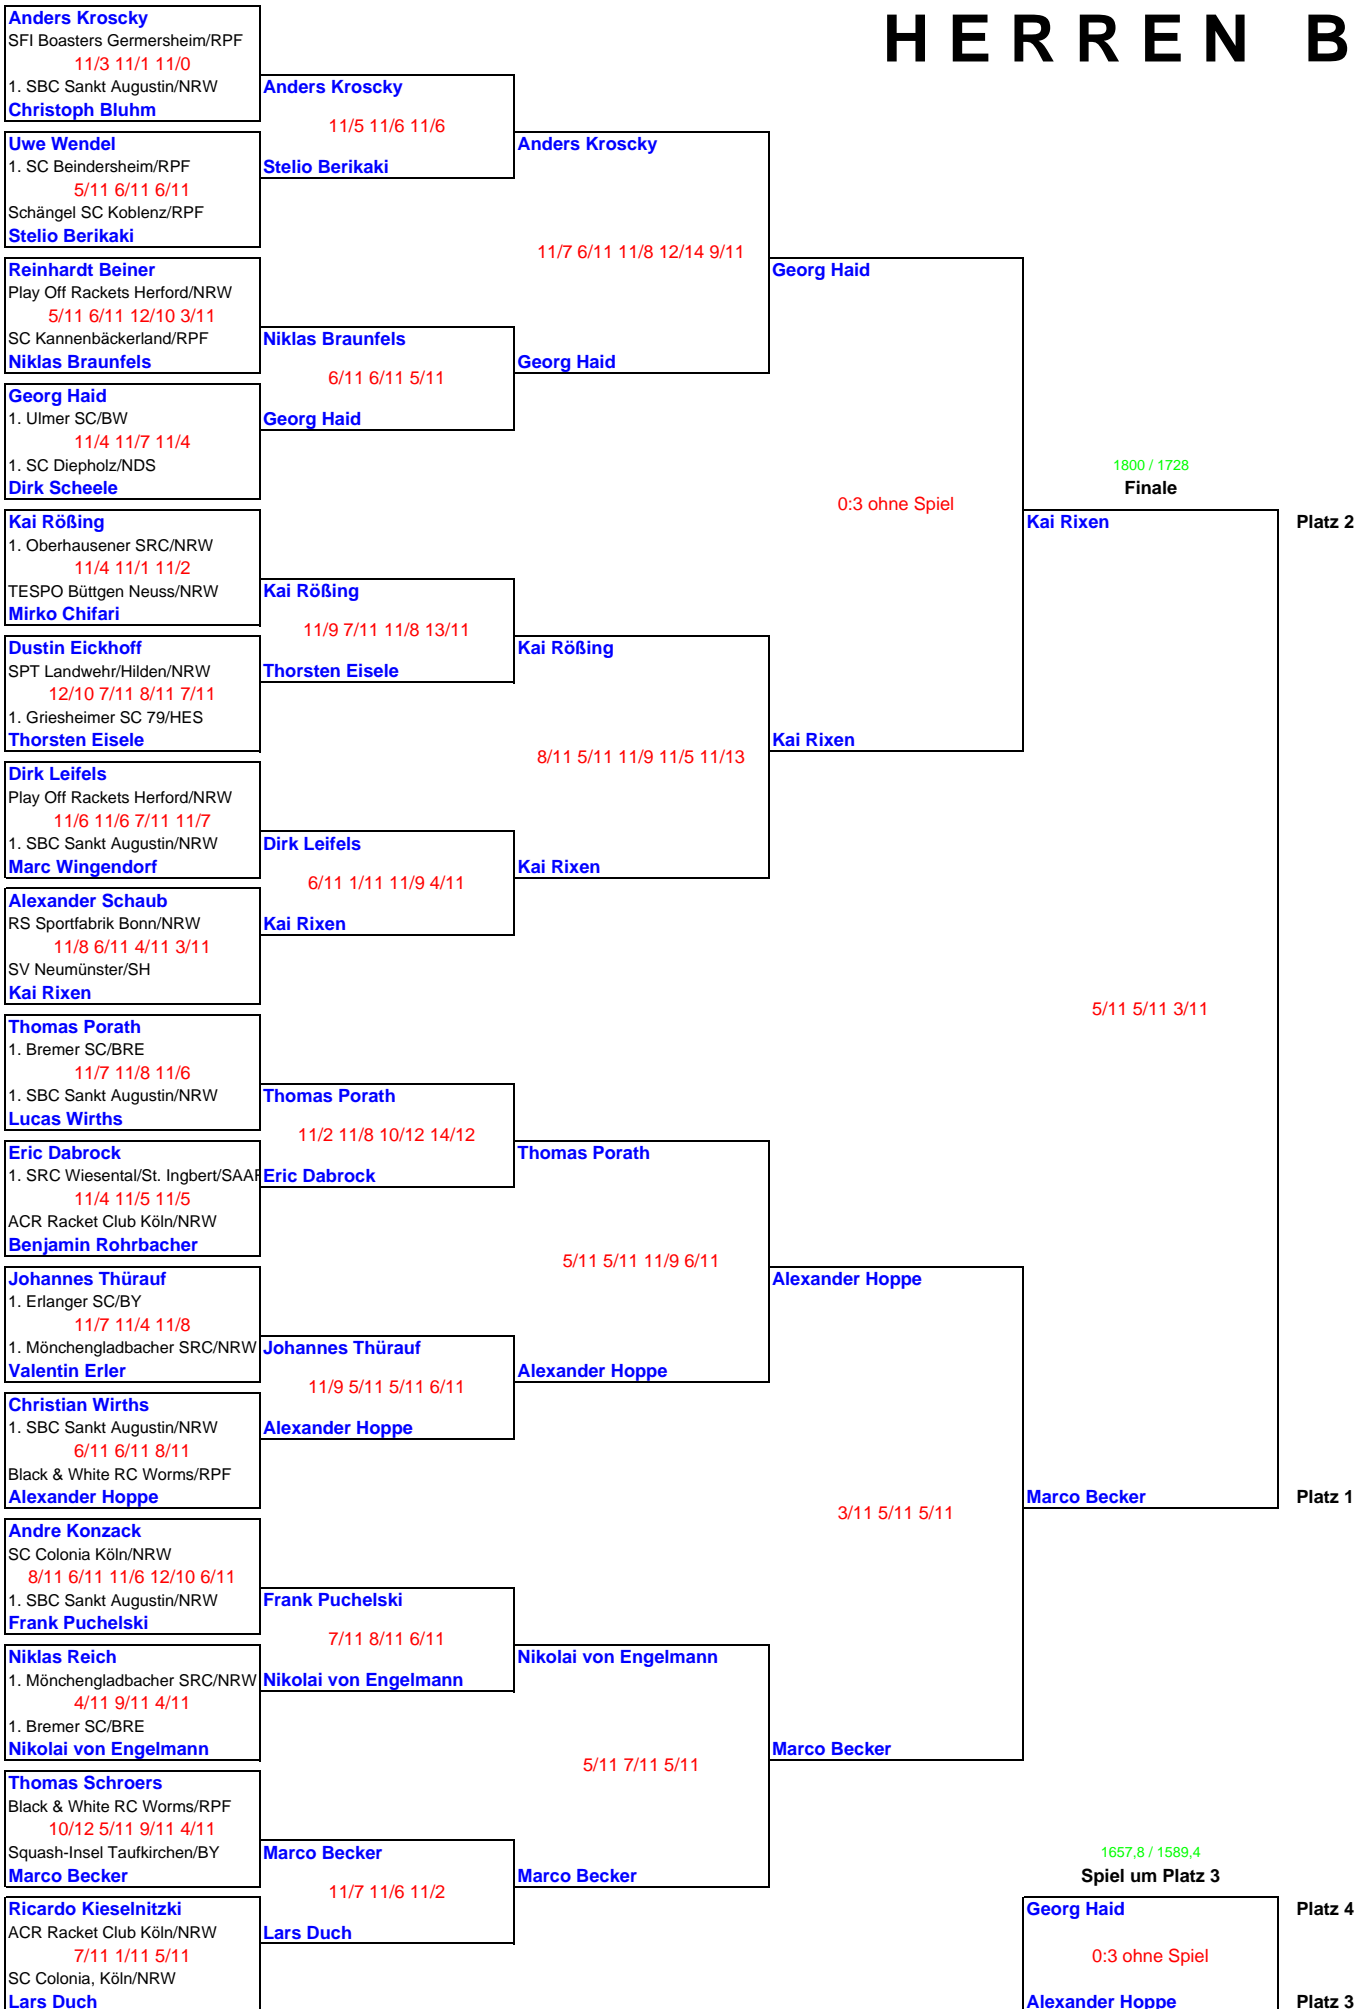 HERREN B
Anders Kroscky
SFI Boasters Germersheim/RPF
11/3 11/1 11/0
1. SBC Sankt Augustin/NRW
Christoph Bluhm
Uwe Wendel
1. SC Beindersheim/RPF
5/11 6/11 6/11
Schängel SC Koblenz/RPF
Stelio Berikaki
Reinhardt Beiner
Play Off Rackets Herford/NRW
5/11 6/11 12/10 3/11
SC Kannenbäckerland/RPF
Niklas Braunfels
Georg Haid
1. Ulmer SC/BW
11/4 11/7 11/4
1. SC Diepholz/NDS
Dirk Scheele
Kai Rößing
1. Oberhausener SRC/NRW
11/4 11/1 11/2
TESPO Büttgen Neuss/NRW
Mirko Chifari
Dustin Eickhoff
SPT Landwehr/Hilden/NRW
12/10 7/11 8/11 7/11
1. Griesheimer SC 79/HES
Thorsten Eisele
Dirk Leifels
Play Off Rackets Herford/NRW
11/6 11/6 7/11 11/7
1. SBC Sankt Augustin/NRW
Marc Wingendorf
Alexander Schaub
RS Sportfabrik Bonn/NRW
11/8 6/11 4/11 3/11
SV Neumünster/SH
Kai Rixen
Thomas Porath
1. Bremer SC/BRE
11/7 11/8 11/6
1. SBC Sankt Augustin/NRW
Lucas Wirths
Eric Dabrock
1. SRC Wiesental/St. Ingbert/SAAR
11/4 11/5 11/5
ACR Racket Club Köln/NRW
Benjamin Rohrbacher
Johannes Thürauf
1. Erlanger SC/BY
11/7 11/4 11/8
1. Mönchengladbacher SRC/NRW
Valentin Erler
Christian Wirths
1. SBC Sankt Augustin/NRW
6/11 6/11 8/11
Black & White RC Worms/RPF
Alexander Hoppe
Andre Konzack
SC Colonia Köln/NRW
8/11 6/11 11/6 12/10 6/11
1. SBC Sankt Augustin/NRW
Frank Puchelski
Niklas Reich
1. Mönchengladbacher SRC/NRW
4/11 9/11 4/11
1. Bremer SC/BRE
Nikolai von Engelmann
Thomas Schroers
Black & White RC Worms/RPF
10/12 5/11 9/11 4/11
Squash-Insel Taufkirchen/BY
Marco Becker
Ricardo Kieselnitzki
ACR Racket Club Köln/NRW
7/11 1/11 5/11
SC Colonia, Köln/NRW
Lars Duch
Anders Kroscky
11/5 11/6 11/6
Stelio Berikaki
Niklas Braunfels
6/11 6/11 5/11
Georg Haid
Kai Rößing
11/9 7/11 11/8 13/11
Thorsten Eisele
Dirk Leifels
6/11 1/11 11/9 4/11
Kai Rixen
Thomas Porath
11/2 11/8 10/12 14/12
Eric Dabrock
Johannes Thürauf
11/9 5/11 5/11 6/11
Alexander Hoppe
Frank Puchelski
7/11 8/11 6/11
Nikolai von Engelmann
Marco Becker
11/7 11/6 11/2
Lars Duch
Anders Kroscky
11/7 6/11 11/8 12/14 9/11
Georg Haid
Kai Rößing
8/11 5/11 11/9 11/5 11/13
Kai Rixen
Thomas Porath
5/11 5/11 11/9 6/11
Alexander Hoppe
Nikolai von Engelmann
5/11 7/11 5/11
Marco Becker
Georg Haid
0:3 ohne Spiel
Kai Rixen
Alexander Hoppe
3/11 5/11 5/11
Marco Becker
1800 / 1728
Finale
Kai Rixen
Platz 2
5/11 5/11 3/11
Marco Becker
Platz 1
1657,8 / 1589,4
Spiel um Platz 3
Georg Haid
Platz 4
0:3 ohne Spiel
Alexander Hoppe
Platz 3